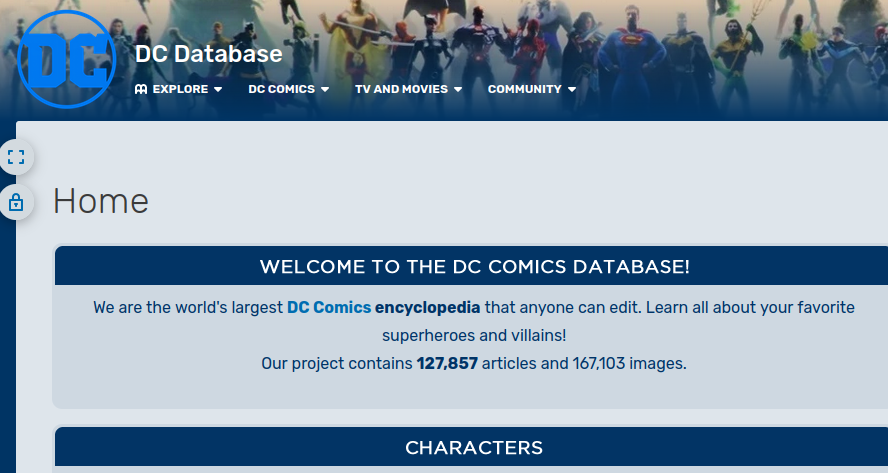 DC
DC Database
EXPLORE DC COMICS TV AND MOVIES COMMUNITY
Home
WELCOME TO THE DC COMICS DATABASE!
We are the world's largest DC Comics encyclopedia that anyone can edit. Learn all about your favorite
superheroes and villains!
Our project contains 127,857 articles and 167,103 images.
CHARACTERS